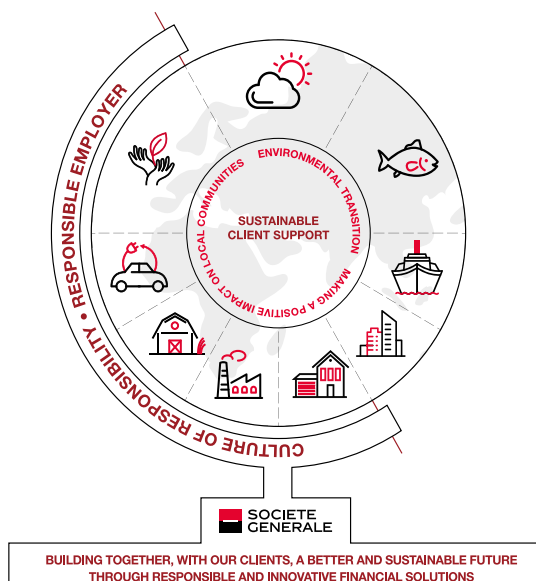 RESPONSIBLE EMPLOYER
CULTURE OF RESPONSIBILITY •
ENVIRONMENTAL TRANSITION
MAKING A POSITIVE IMPACT ON LOCAL COMMUNITIES
SUSTAINABLE
CLIENT SUPPORT
SOCIETE
GENERALE
BUILDING TOGETHER, WITH OUR CLIENTS, A BETTER AND SUSTAINABLE FUTURE
THROUGH RESPONSIBLE AND INNOVATIVE FINANCIAL SOLUTIONS